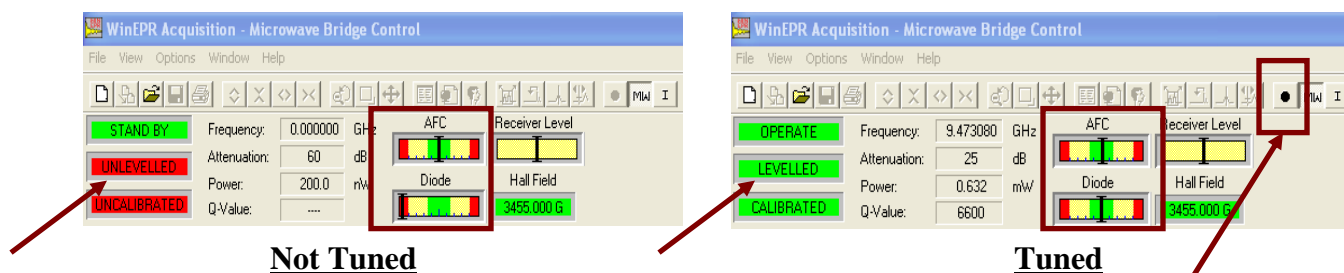 WinEPR Acquisition - Microwave Bridge Control
File View Options Window Help
MW I
STAND BY Frequency: 0.000000 GHz AFC Receiver Level
UNLEVELLED Attenuation: 60 dB
Power: 200.0 nW Diode Hall Field
UNCALIBRATED Q-Value: ---- 3455.000 G
Not Tuned
WinEPR Acquisition - Microwave Bridge Control
File View Options Window Help
MW I
OPERATE Frequency: 9.473080 GHz AFC Receiver Level
LEVELLED Attenuation: 25 dB
Power: 0.632 mW Diode Hall Field
CALIBRATED Q-Value: 6600 3455.000 G
Tuned